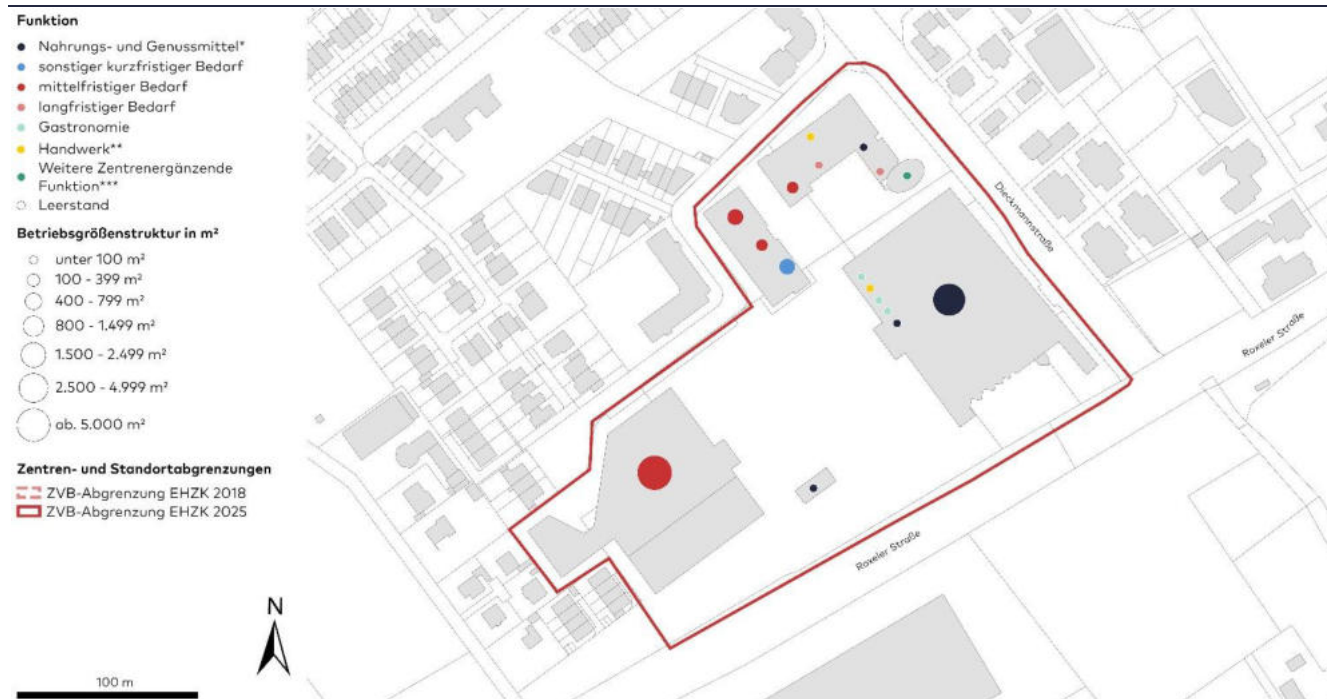 Funktion
Nahrungs- und Genussmittel*
sonstiger kurzfristiger Bedarf
mittelfristiger Bedarf
langfristiger Bedarf
Gastronomie
Handwerk**
Weitere Zentrenergänzende
Funktion***
Leerstand
Betriebsgrößenstruktur in m²
unter 100 m²
100 - 399 m²
400 - 799 m²
800 - 1.499 m²
1.500 - 2.499 m²
2.500 - 4.999 m²
ab. 5.000 m²
Zentren- und Standortabgrenzungen
ZVB-Abgrenzung EHZK 2018
ZVB-Abgrenzung EHZK 2025
N
100 m
Dieckmannstraße
Roxeler Straße
Roxeler Straße